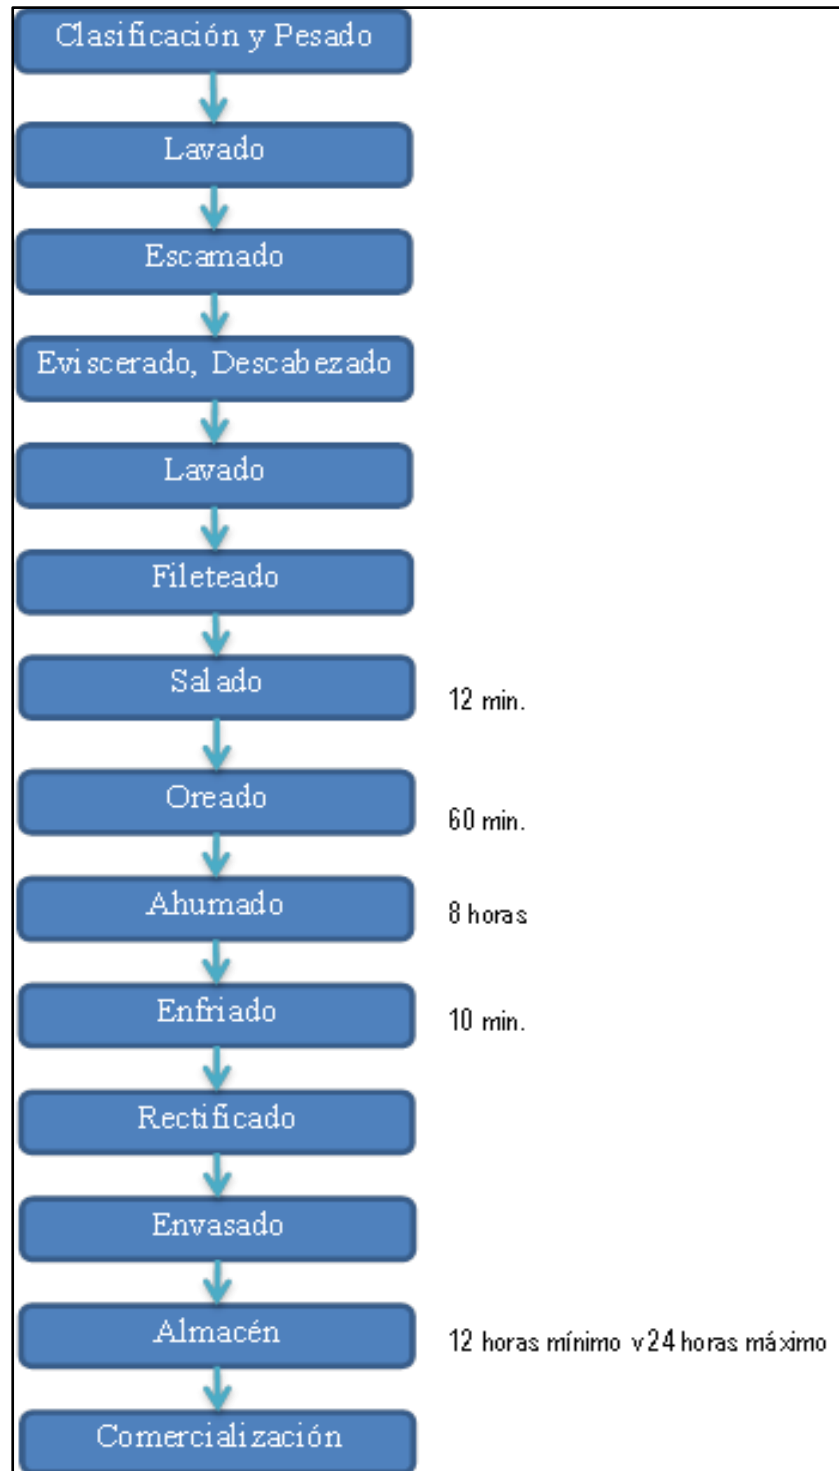 Clasificación y Pesado
Lavado
Escamado
Eviscerado, Descabezado
Lavado
Fileteado
Salado
12 min.
Oreado
60 min.
Ahumado
8 horas
Enfriado
10 min.
Rectificado
Envasado
Almacén
12 horas mínimo v 24 horas máximo
Comercialización